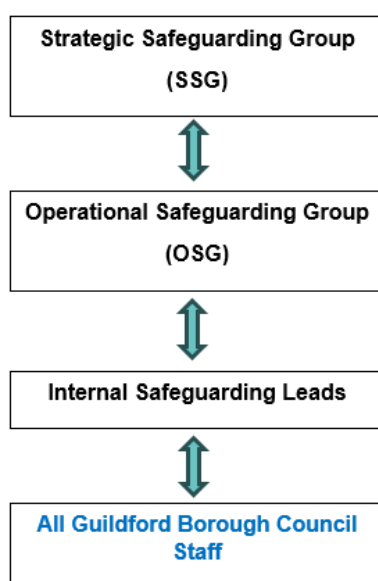 Strategic Safeguarding Group
(SSG)
Operational Safeguarding Group
(OSG)
Internal Safeguarding Leads
All Guildford Borough Council
Staff